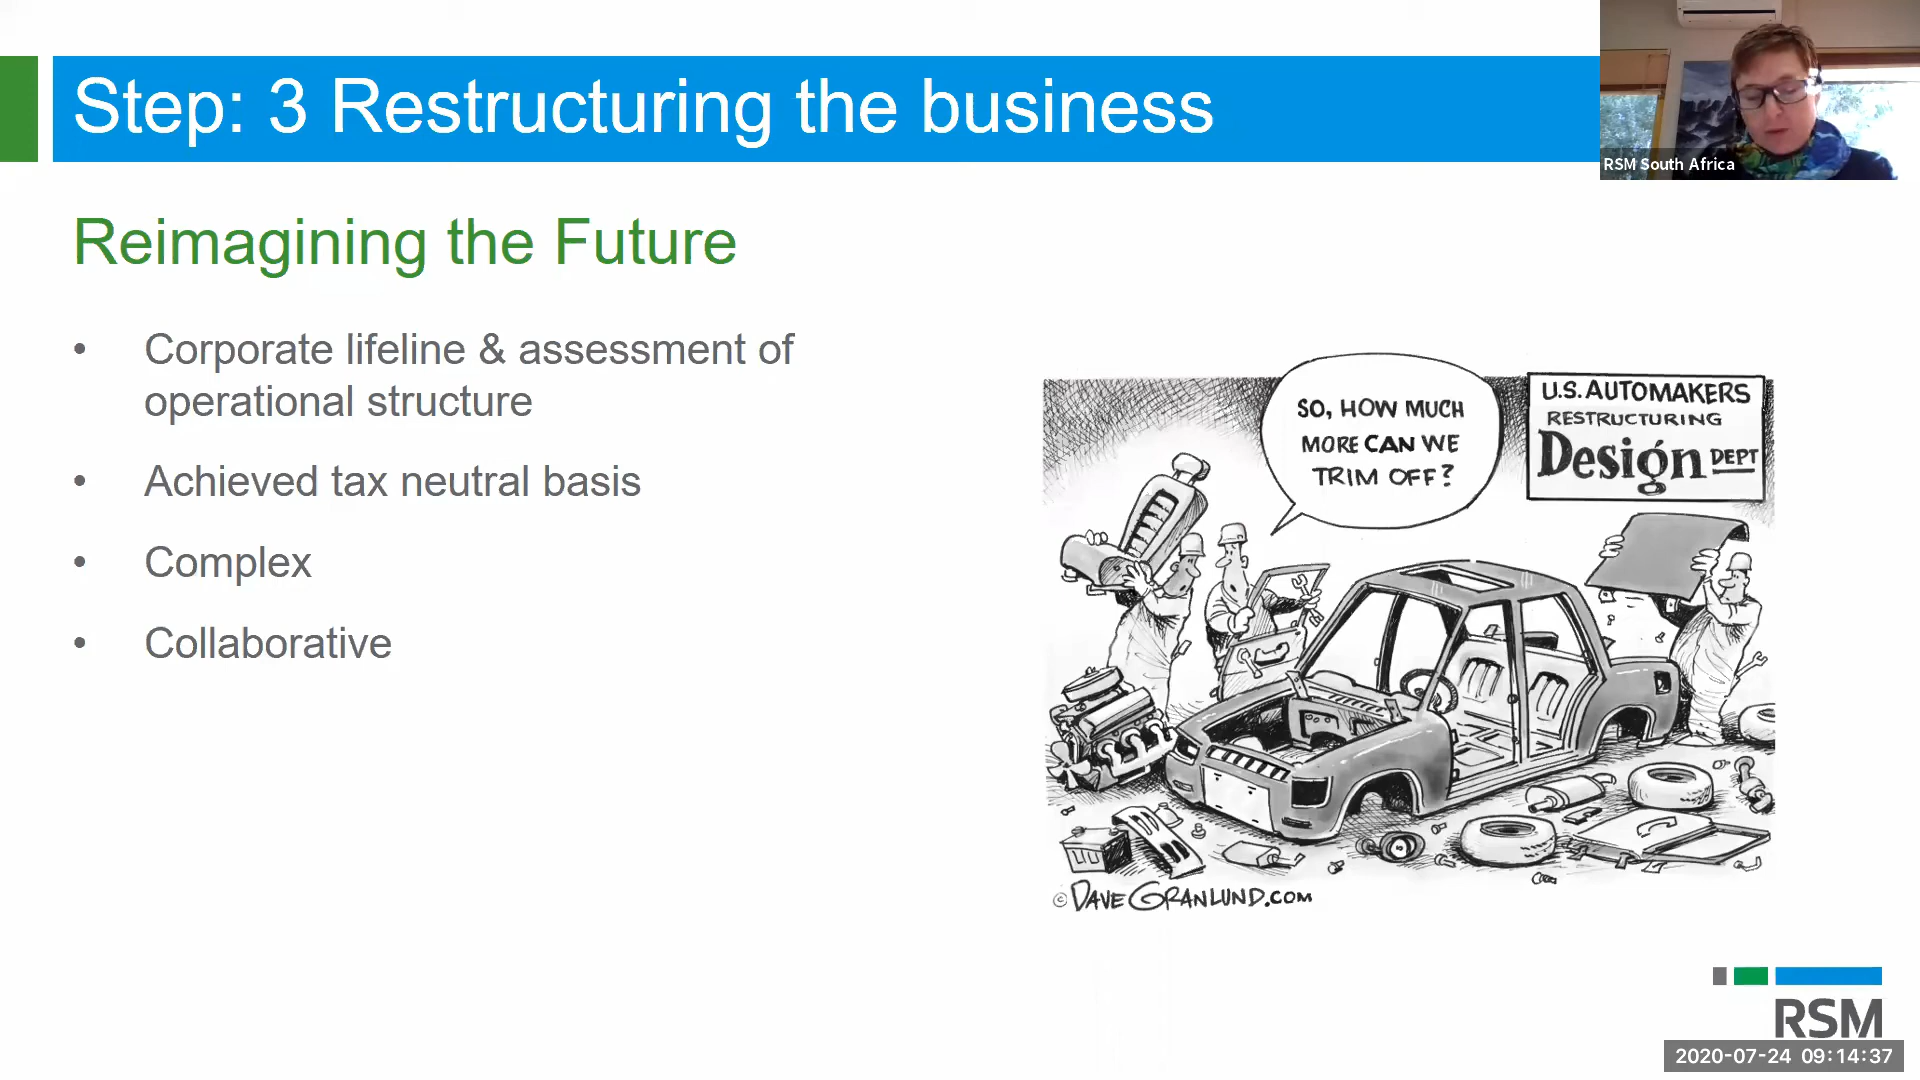 Step: 3 Restructuring the business
RSM South Africa
Reimagining the Future
• Corporate lifeline & assessment of
operational structure
• Achieved tax neutral basis
• Complex
• Collaborative
SO, HOW MUCH
MORE CAN WE
TRIM OFF?
U.S. AUTOMAKERS
RESTRUCTURING
Design DEPT
© DAVE GRANLUND.COM
RSM
2020-07-24 09:14:37